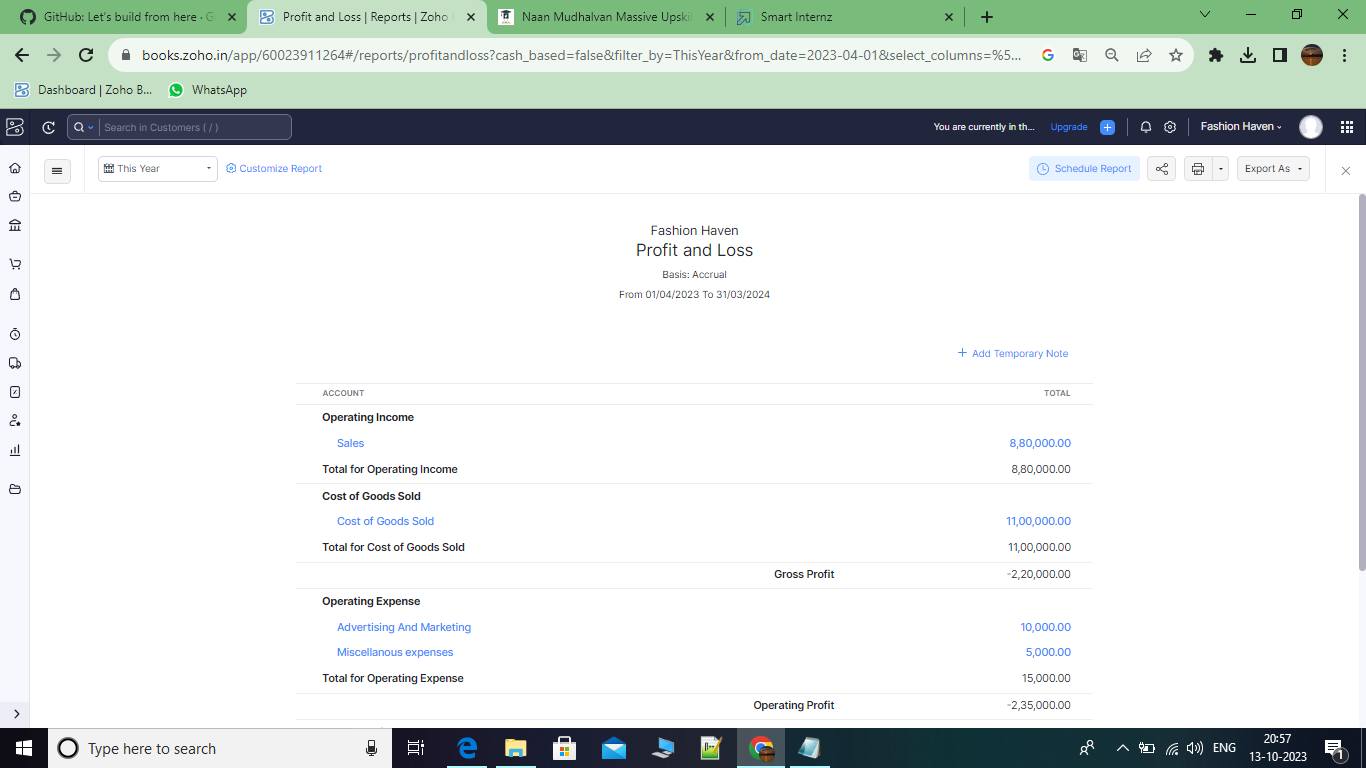 GitHub: Let's build from here · G
Profit and Loss | Reports | Zoho
Naan Mudhalvan Massive Upski
Smart Internz
books.zoho.in/app/60023911264#/reports/profitandloss?cash_based=false&filter_by=ThisYear&from_date=2023-04-01&select_columns=%5...
Dashboard | Zoho B...
WhatsApp
Search in Customers ( / )
You are currently in th...
Upgrade
Fashion Haven
This Year
Customize Report
Schedule Report
Export As
Fashion Haven
Profit and Loss
Basis: Accrual
From 01/04/2023 To 31/03/2024
Add Temporary Note
ACCOUNT TOTAL
Operating Income
Sales 8,80,000.00
Total for Operating Income 8,80,000.00
Cost of Goods Sold
Cost of Goods Sold 11,00,000.00
Total for Cost of Goods Sold 11,00,000.00
Gross Profit -2,20,000.00
Operating Expense
Advertising And Marketing 10,000.00
Miscellanous expenses 5,000.00
Total for Operating Expense 15,000.00
Operating Profit -2,35,000.00
Type here to search
ENG
20:57
13-10-2023
1